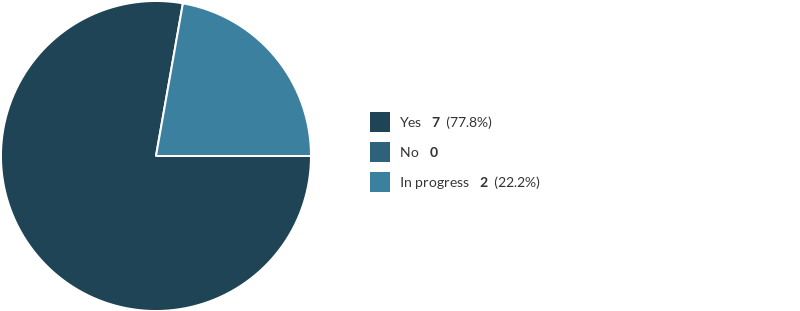 Yes 7 (77.8%)
No 0
In progress 2 (22.2%)